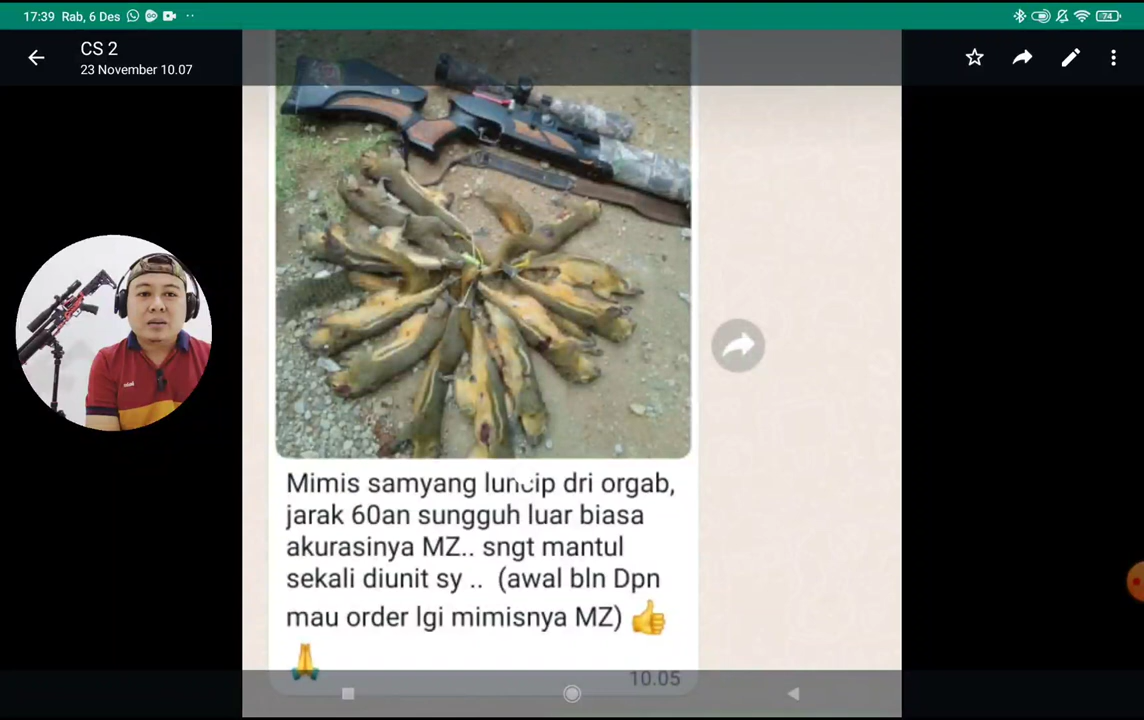 17:39 Rab, 6 Des
74
CS 2
23 November 10.07
Mimis samyang luncip dri orgab,
jarak 60an sungguh luar biasa
akurasinya MZ.. sngt mantul
sekali diunit sy .. (awal bln Dpn
mau order lgi mimisnya MZ) 👍
🙏
10.05